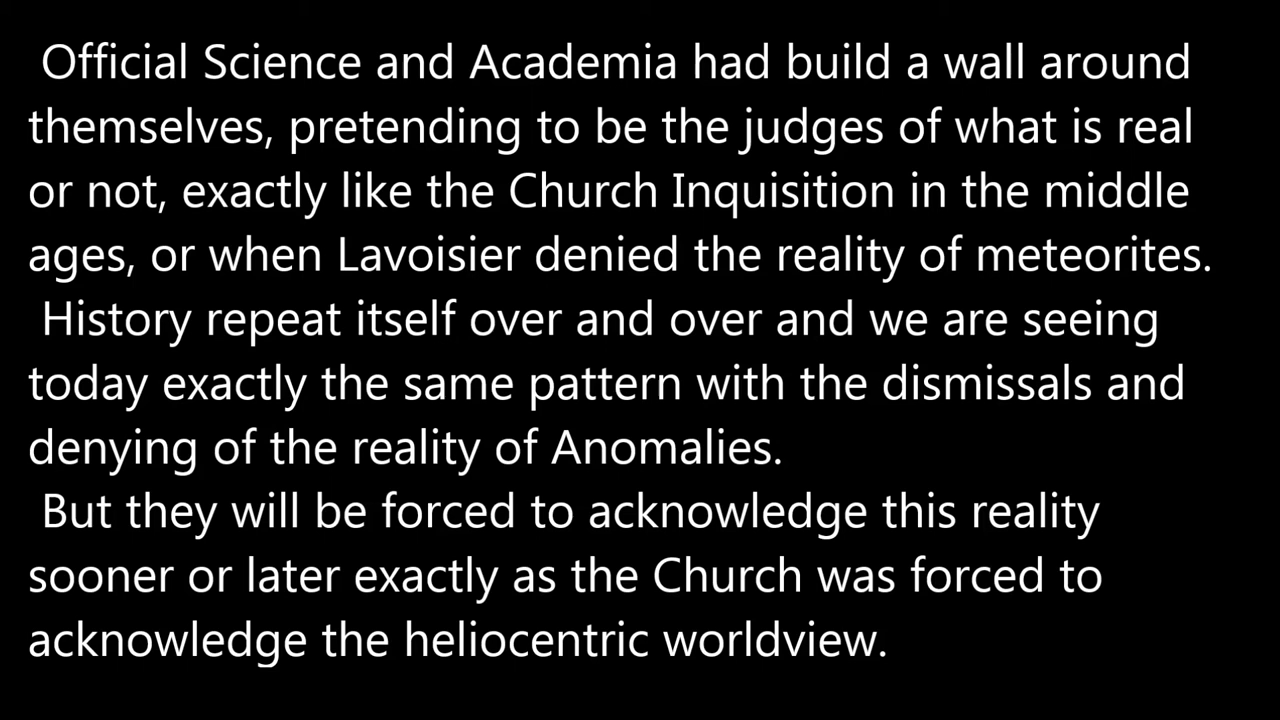 Official Science and Academia had build a wall around
themselves, pretending to be the judges of what is real
or not, exactly like the Church Inquisition in the middle
ages, or when Lavoisier denied the reality of meteorites.
History repeat itself over and over and we are seeing
today exactly the same pattern with the dismissals and
denying of the reality of Anomalies.
But they will be forced to acknowledge this reality
sooner or later exactly as the Church was forced to
acknowledge the heliocentric worldview.